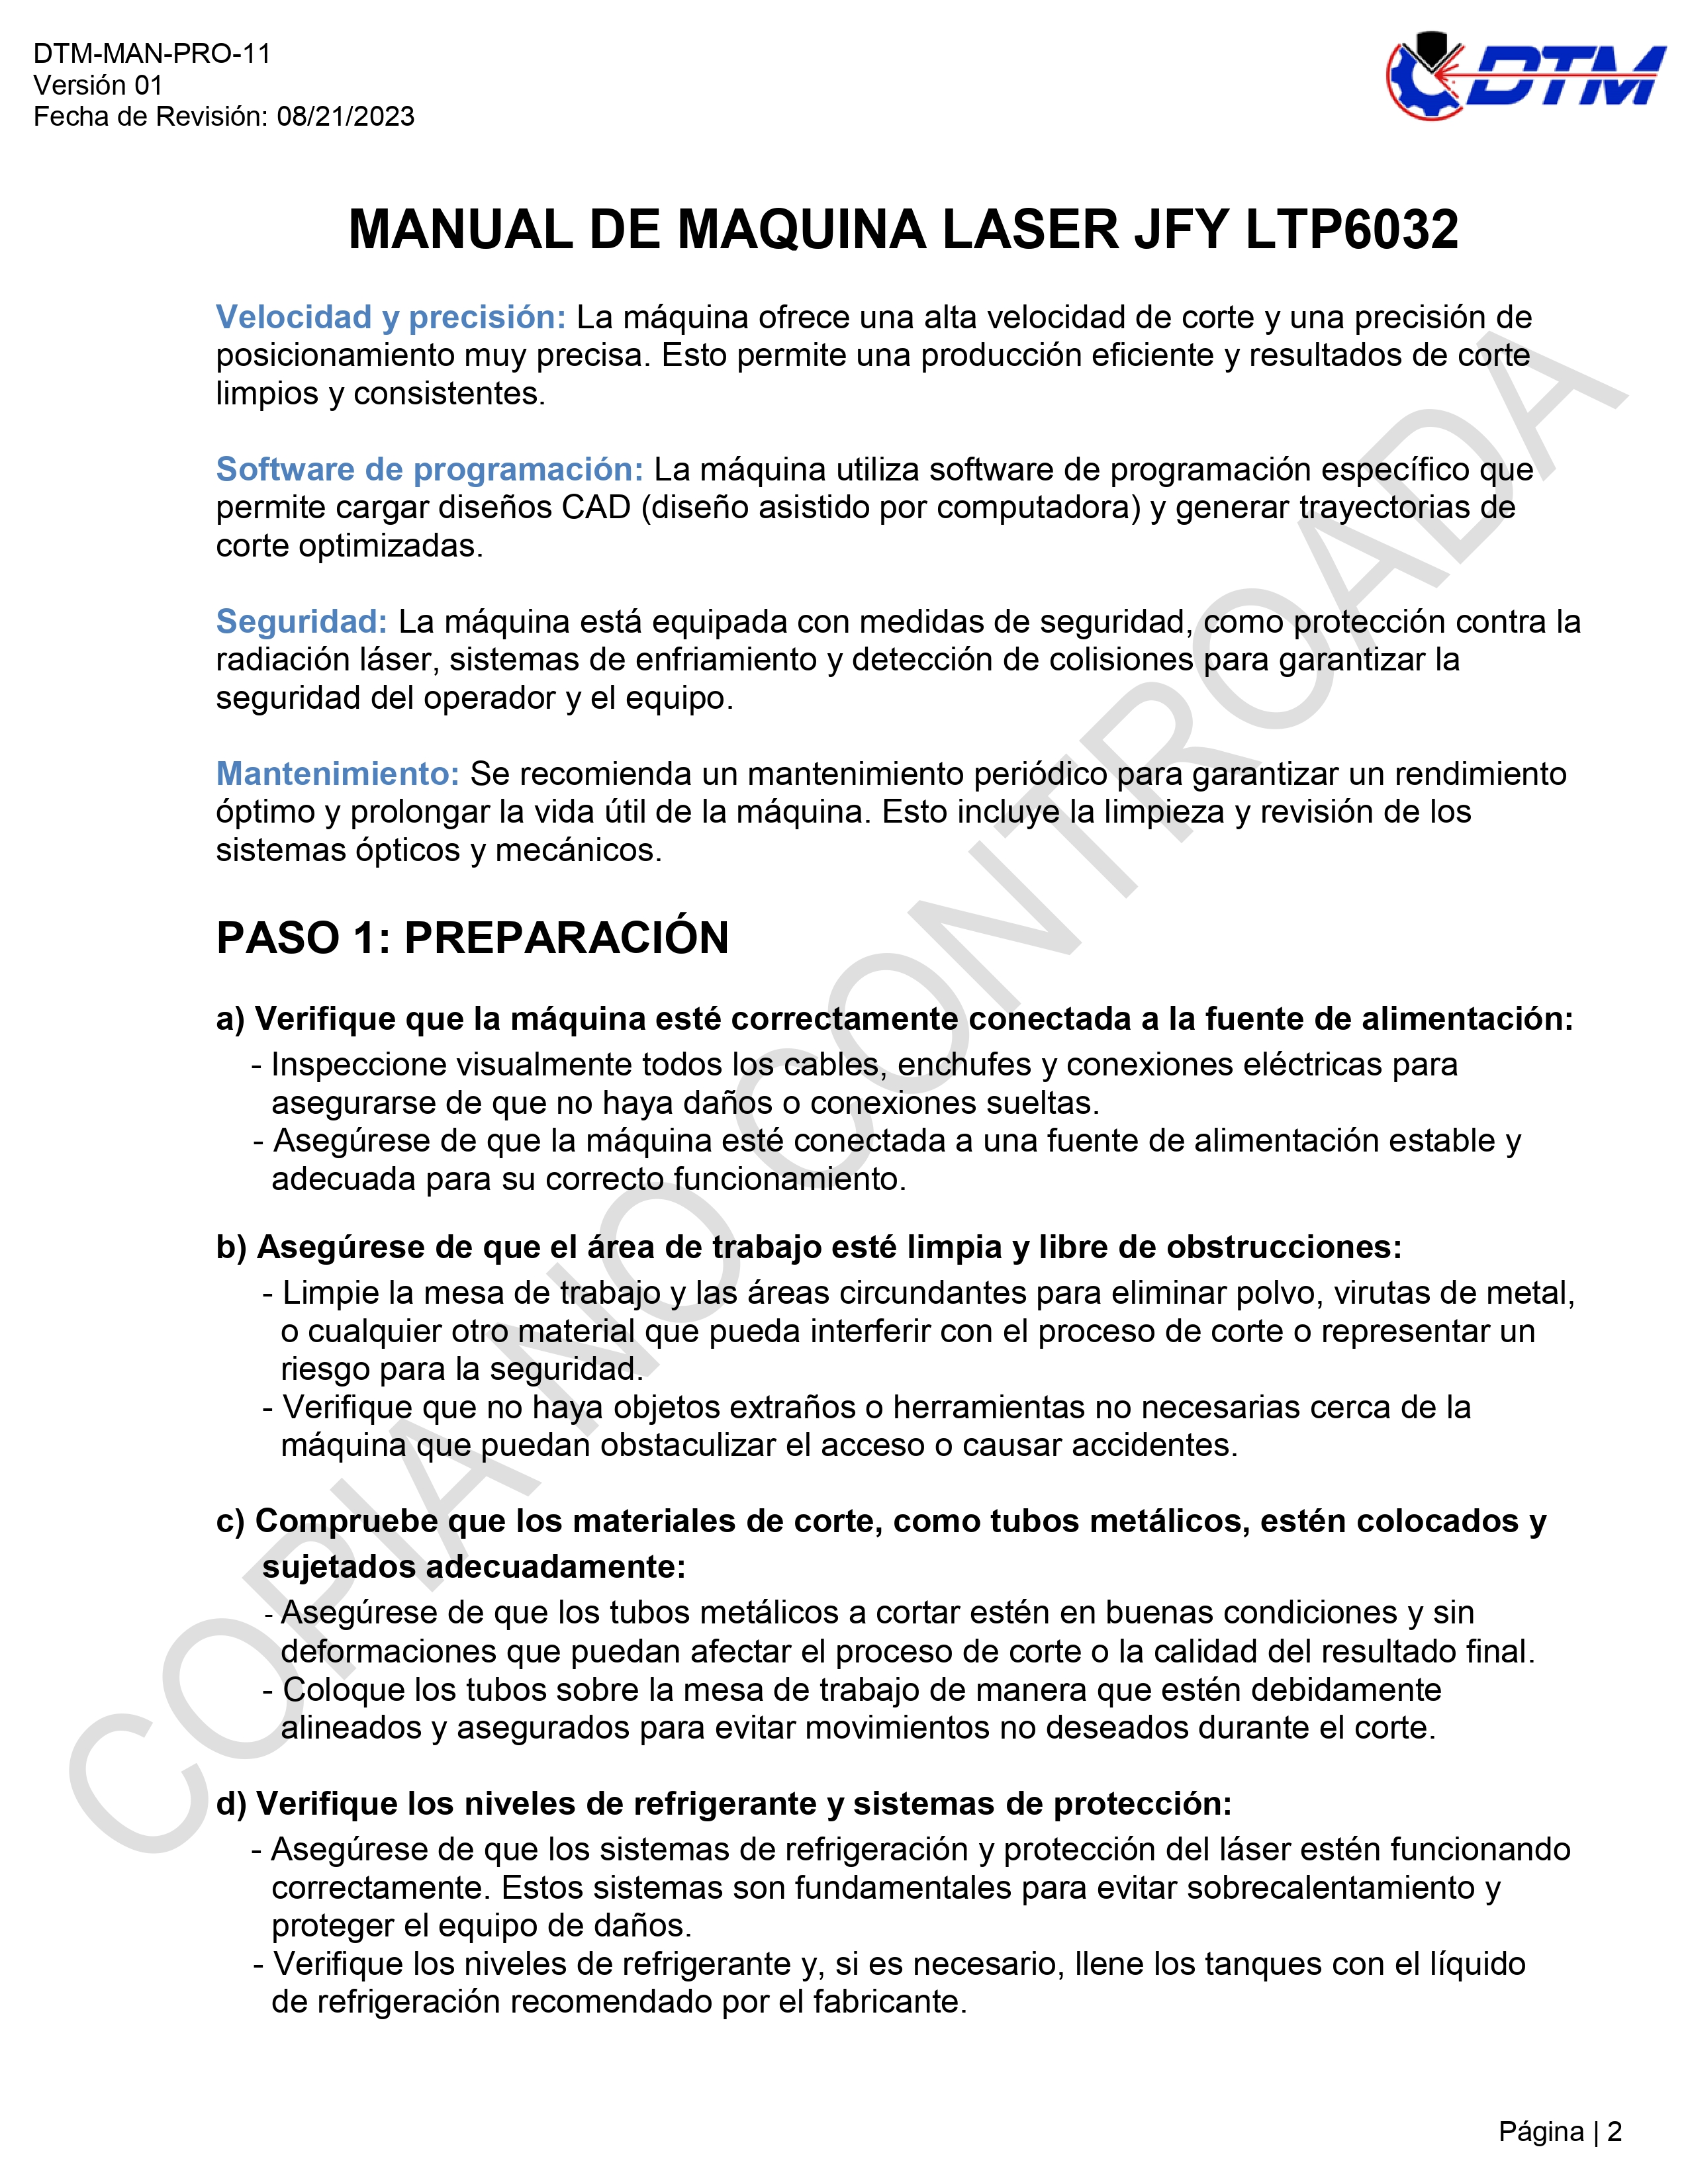 DTM-MAN-PRO-11
Versión 01
Fecha de Revisión: 08/21/2023
DTM
MANUAL DE MAQUINA LASER JFY LTP6032
Velocidad y precisión: La máquina ofrece una alta velocidad de corte y una precisión de
posicionamiento muy precisa. Esto permite una producción eficiente y resultados de corte
limpios y consistentes.
Software de programación: La máquina utiliza software de programación específico que
permite cargar diseños CAD (diseño asistido por computadora) y generar trayectorias de
corte optimizadas.
Seguridad: La máquina está equipada con medidas de seguridad, como protección contra la
radiación láser, sistemas de enfriamiento y detección de colisiones para garantizar la
seguridad del operador y el equipo.
Mantenimiento: Se recomienda un mantenimiento periódico para garantizar un rendimiento
óptimo y prolongar la vida útil de la máquina. Esto incluye la limpieza y revisión de los
sistemas ópticos y mecánicos.
PASO 1: PREPARACIÓN
a) Verifique que la máquina esté correctamente conectada a la fuente de alimentación:
- Inspeccione visualmente todos los cables, enchufes y conexiones eléctricas para
asegurarse de que no haya daños o conexiones sueltas.
- Asegúrese de que la máquina esté conectada a una fuente de alimentación estable y
adecuada para su correcto funcionamiento.
b) Asegúrese de que el área de trabajo esté limpia y libre de obstrucciones:
- Limpie la mesa de trabajo y las áreas circundantes para eliminar polvo, virutas de metal,
o cualquier otro material que pueda interferir con el proceso de corte o representar un
riesgo para la seguridad.
- Verifique que no haya objetos extraños o herramientas no necesarias cerca de la
máquina que puedan obstaculizar el acceso o causar accidentes.
c) Compruebe que los materiales de corte, como tubos metálicos, estén colocados y
sujetados adecuadamente:
- Asegúrese de que los tubos metálicos a cortar estén en buenas condiciones y sin
deformaciones que puedan afectar el proceso de corte o la calidad del resultado final.
- Coloque los tubos sobre la mesa de trabajo de manera que estén debidamente
alineados y asegurados para evitar movimientos no deseados durante el corte.
d) Verifique los niveles de refrigerante y sistemas de protección:
- Asegúrese de que los sistemas de refrigeración y protección del láser estén funcionando
correctamente. Estos sistemas son fundamentales para evitar sobrecalentamiento y
proteger el equipo de daños.
- Verifique los niveles de refrigerante y, si es necesario, llene los tanques con el líquido
de refrigeración recomendado por el fabricante.
COPIA NO CONTROADA
Página | 2